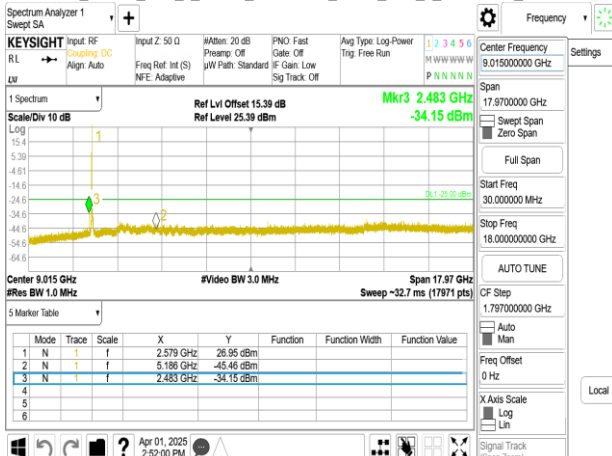 Spectrum Analyzer 1
Swept SA
+
Frequency
KEYSIGHT Input: RF Input Z: 50 Ω #Atten: 20 dB PNO: Fast Avg Type: Log-Power 1 2 3 4 5 6
RL Coupling: DC Preamp: Off Gate: Off Trig: Free Run M W W W W W
Align: Auto Freq Ref: Int (S) µW Path: Standard IF Gain: Low
NFE: Adaptive Sig Track: Off P N N N N N
1 Spectrum
Scale/Div 10 dB
Ref Lvl Offset 15.39 dB
Ref Level 25.39 dBm
Mkr3 2.483 GHz
-34.15 dBm
Log
15.4
5.39
-4.61
-14.6
-24.6
-34.6
-44.6
-54.6
-64.6
1
3
2
DL1 -25.00 dBm
Center 9.015 GHz #Video BW 3.0 MHz Span 17.97 GHz
#Res BW 1.0 MHz Sweep ~32.7 ms (17971 pts)
5 Marker Table
Mode Trace Scale X Y Function Function Width Function Value
1 N 1 f 2.579 GHz 26.95 dBm
2 N 1 f 5.186 GHz -45.46 dBm
3 N 1 f 2.483 GHz -34.15 dBm
4
5
6
?
Apr 01, 2025
2:52:00 PM
Center Frequency
9.015000000 GHz
Settings
Span
17.9700000 GHz
Swept Span
Zero Span
Full Span
Start Freq
30.000000 MHz
Stop Freq
18.000000000 GHz
AUTO TUNE
CF Step
1.797000000 GHz
Auto
Man
Freq Offset
0 Hz
Local
X Axis Scale
Log
Lin
Signal Track